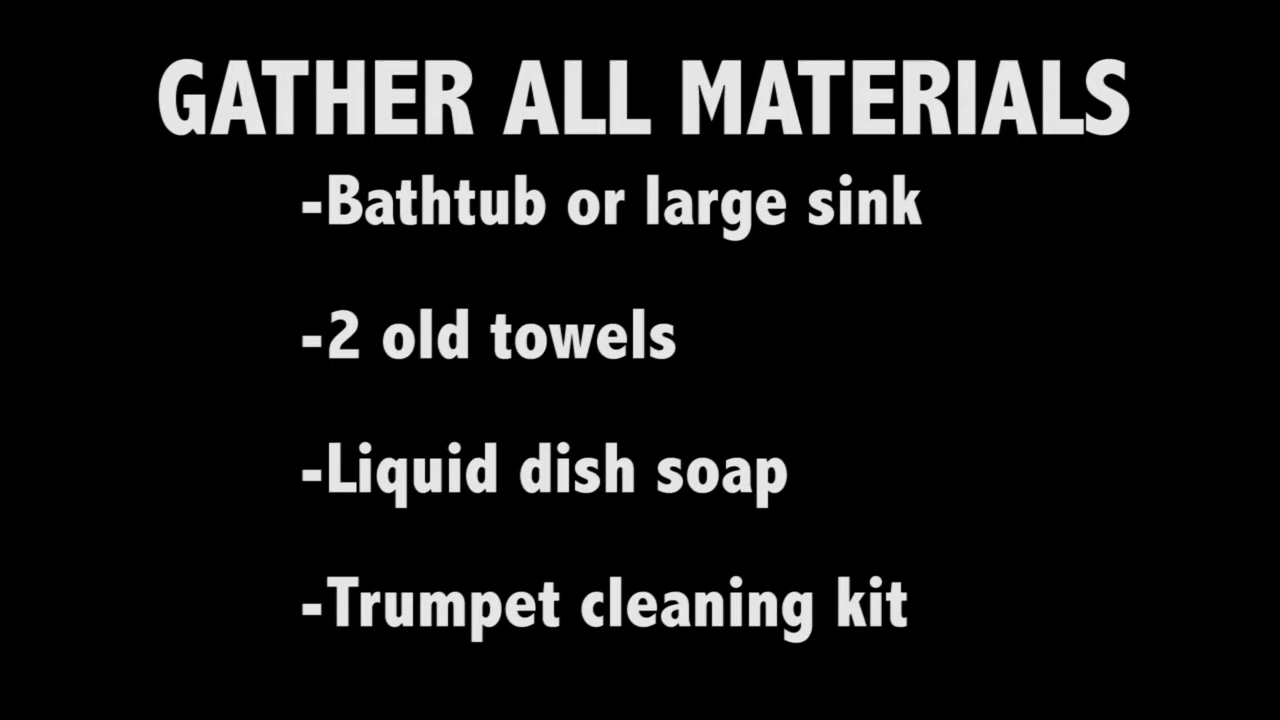 GATHER ALL MATERIALS
-Bathtub or large sink
-2 old towels
-Liquid dish soap
-Trumpet cleaning kit